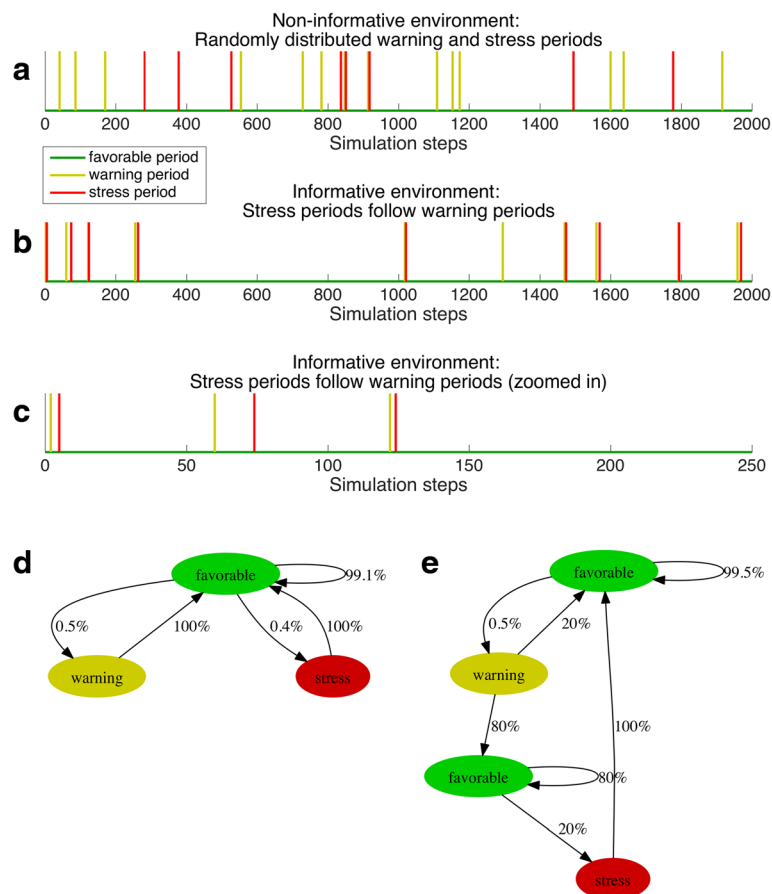 Non-informative environment:
Randomly distributed warning and stress periods
a
0 200 400 600 800 1000 1200 1400 1600 1800 2000
Simulation steps
favorable period
warning period
stress period
Informative environment:
Stress periods follow warning periods
b
0 200 400 600 800 1000 1200 1400 1600 1800 2000
Simulation steps
Informative environment:
Stress periods follow warning periods (zoomed in)
c
0 50 100 150 200 250
Simulation steps
d
favorable
99.1%
0.5%
100%
0.4%
100%
warning
stress
e
favorable
99.5%
0.5%
20%
warning
80%
100%
favorable
80%
20%
stress